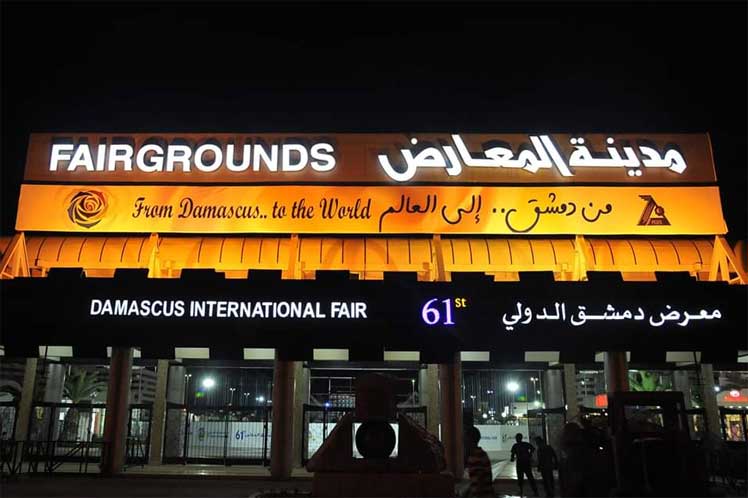 FAIRGROUNDS مدينة المعارض
From Damascus.. to the World من دمشق.. إلى العالم
DAMASCUS INTERNATIONAL FAIR 61st معرض دمشق الدولي
61